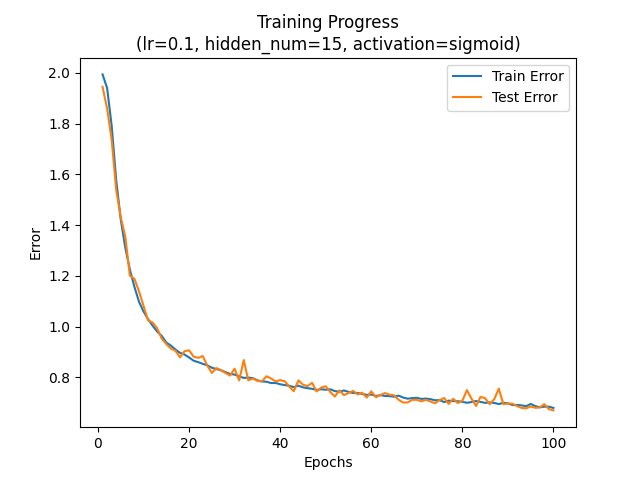 Training Progress
(lr=0.1, hidden_num=15, activation=sigmoid)
Train Error
Test Error
2.0
1.8
1.6
1.4
1.2
1.0
0.8
Error
0 20 40 60 80 100
Epochs